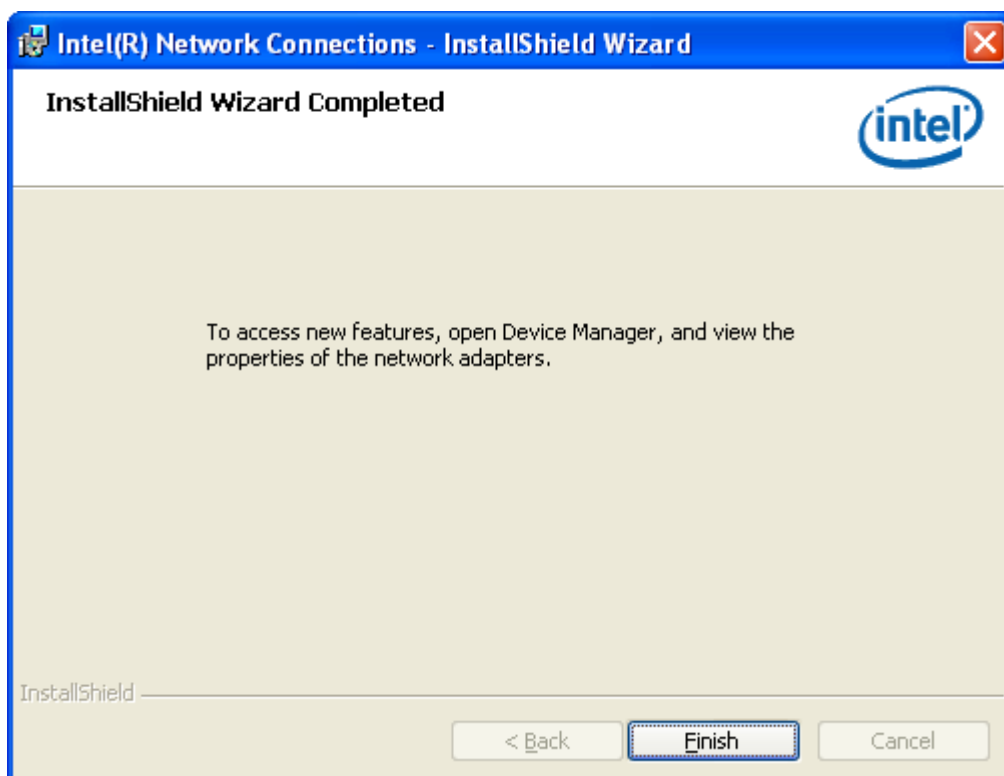 Intel(R) Network Connections - InstallShield Wizard
InstallShield Wizard Completed
intel
To access new features, open Device Manager, and view the
properties of the network adapters.
InstallShield
< Back
Finish
Cancel